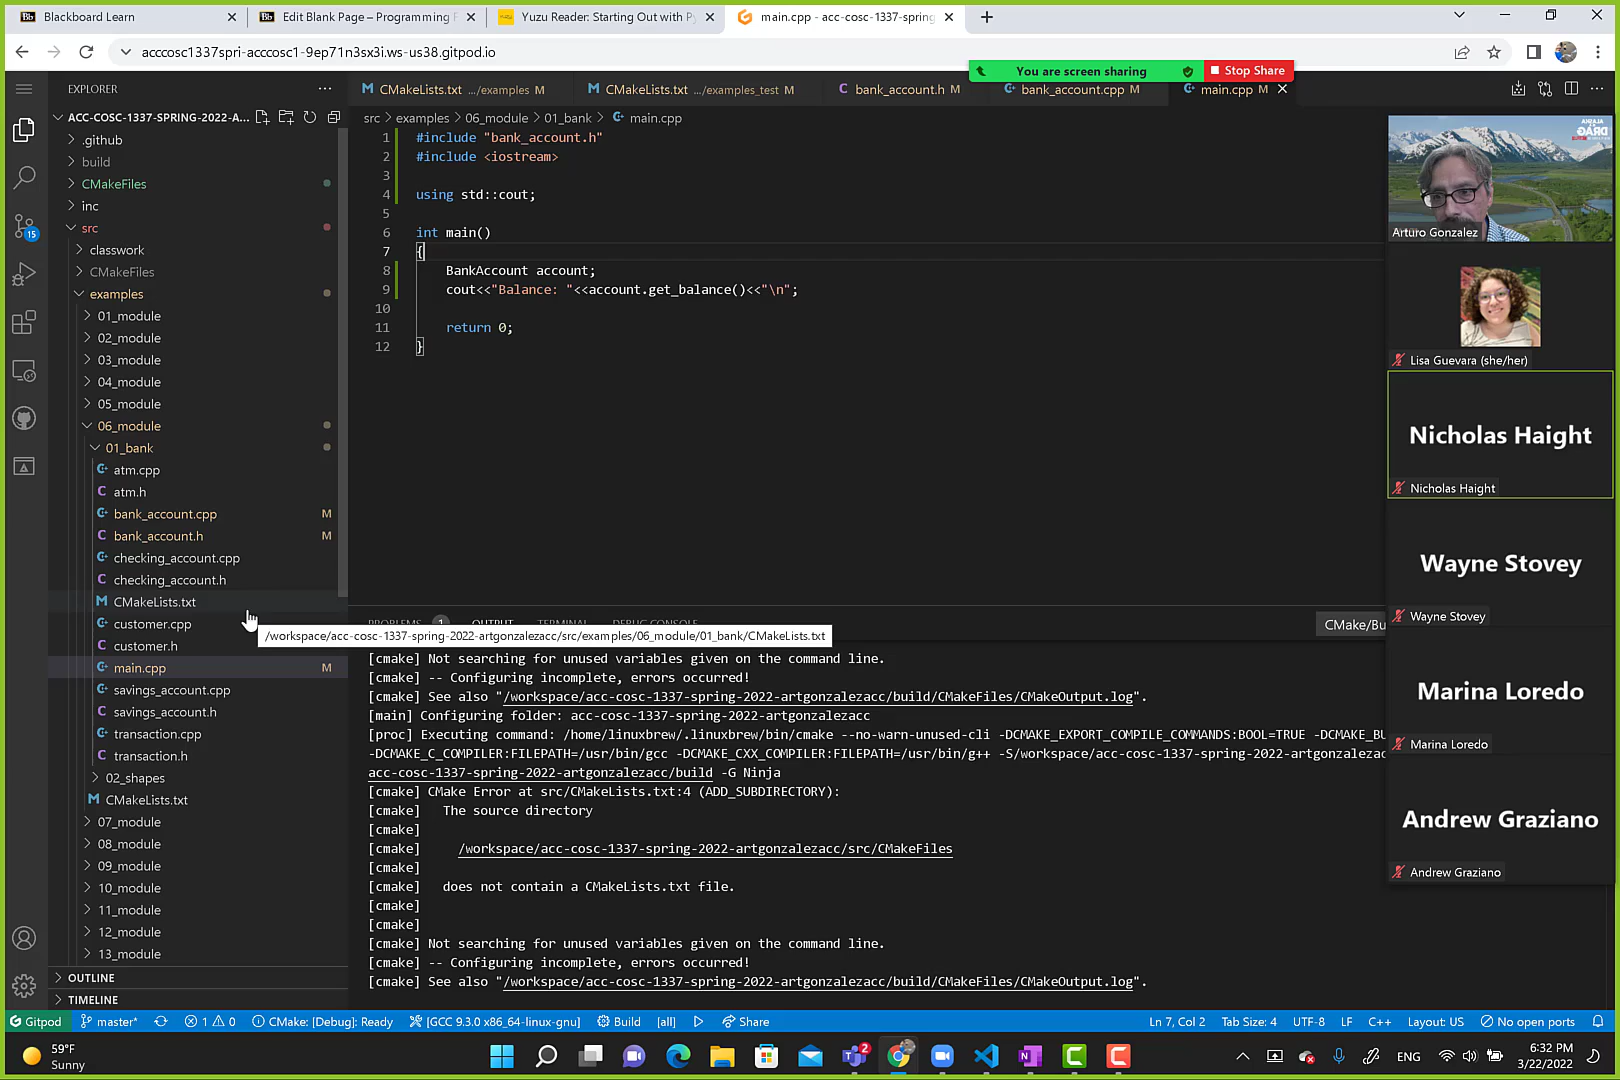 Blackboard Learn
Edit Blank Page – Programming F
Yuzu Reader: Starting Out with Py
main.cpp - acc-cosc-1337-spring
acccosc1337spri-acccosc1-9ep71n3sx3i.ws-us38.gitpod.io
You are screen sharing
Stop Share
EXPLORER
CMakeLists.txt .../examples M
CMakeLists.txt .../examples_test M
bank_account.h M
bank_account.cpp M
main.cpp M
ACC-COSC-1337-SPRING-2022-A...
src > examples > 06_module > 01_bank > main.cpp
.github
build
CMakeFiles
inc
src
classwork
CMakeFiles
examples
01_module
02_module
03_module
04_module
05_module
06_module
01_bank
atm.cpp
atm.h
bank_account.cpp M
bank_account.h M
checking_account.cpp
checking_account.h
CMakeLists.txt
customer.cpp
customer.h
main.cpp M
savings_account.cpp
savings_account.h
transaction.cpp
transaction.h
02_shapes
CMakeLists.txt
07_module
08_module
09_module
10_module
11_module
12_module
13_module
OUTLINE
TIMELINE
15
1 #include "bank_account.h"
2 #include <iostream>
3
4 using std::cout;
5
6 int main()
7 {
8 BankAccount account;
9 cout<<"Balance: "<<account.get_balance()<<"\n";
10
11 return 0;
12 }
/workspace/acc-cosc-1337-spring-2022-artgonzalezacc/src/examples/06_module/01_bank/CMakeLists.txt
CMake/Bu
[cmake] Not searching for unused variables given on the command line.
[cmake] -- Configuring incomplete, errors occurred!
[cmake] See also "/workspace/acc-cosc-1337-spring-2022-artgonzalezacc/build/CMakeFiles/CMakeOutput.log".
[main] Configuring folder: acc-cosc-1337-spring-2022-artgonzalezacc
[proc] Executing command: /home/linuxbrew/.linuxbrew/bin/cmake --no-warn-unused-cli -DCMAKE_EXPORT_COMPILE_COMMANDS:BOOL=TRUE -DCMAKE_BU
-DCMAKE_C_COMPILER:FILEPATH=/usr/bin/gcc -DCMAKE_CXX_COMPILER:FILEPATH=/usr/bin/g++ -S/workspace/acc-cosc-1337-spring-2022-artgonzalezacc
acc-cosc-1337-spring-2022-artgonzalezacc/build -G Ninja
[cmake] CMake Error at src/CMakeLists.txt:4 (ADD_SUBDIRECTORY):
[cmake] The source directory
[cmake]
[cmake] /workspace/acc-cosc-1337-spring-2022-artgonzalezacc/src/CMakeFiles
[cmake]
[cmake] does not contain a CMakeLists.txt file.
[cmake]
[cmake]
[cmake] Not searching for unused variables given on the command line.
[cmake] -- Configuring incomplete, errors occurred!
[cmake] See also "/workspace/acc-cosc-1337-spring-2022-artgonzalezacc/build/CMakeFiles/CMakeOutput.log".
Arturo Gonzalez
Lisa Guevara (she/her)
Nicholas Haight
Nicholas Haight
Wayne Stovey
Wayne Stovey
Marina Loredo
Marina Loredo
Andrew Graziano
Andrew Graziano
Gitpod master* 1 0 CMake: [Debug]: Ready [GCC 9.3.0 x86_64-linux-gnu] Build [all] Share Ln 7, Col 2 Tab Size: 4 UTF-8 LF C++ Layout: US No open ports
59°F
Sunny
2
ENG
6:32 PM
3/22/2022